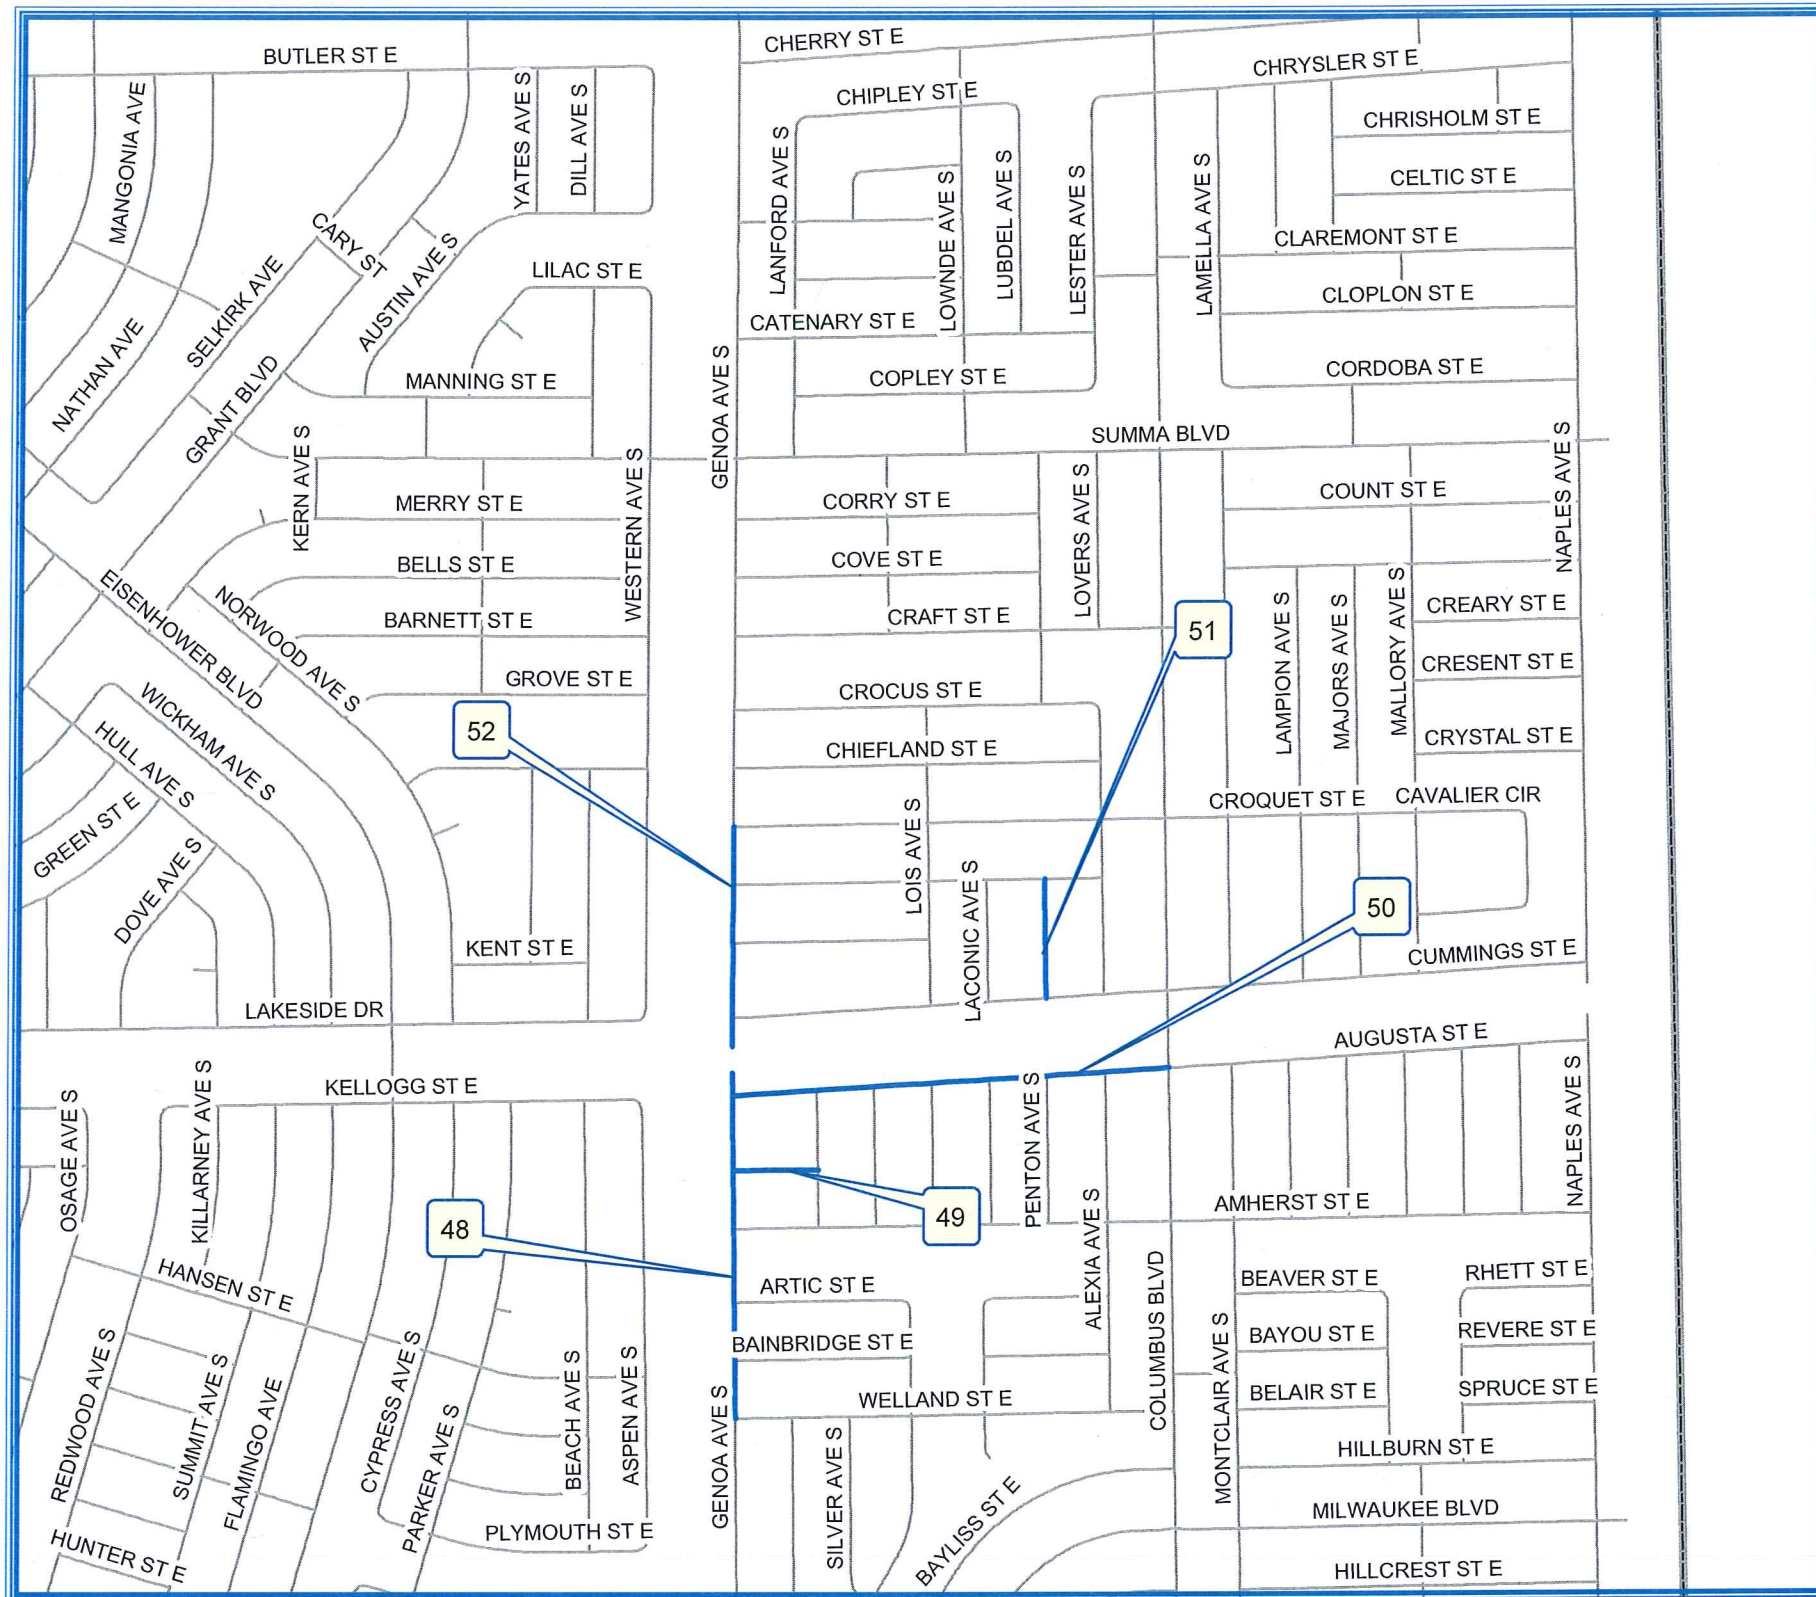 BUTLER ST E
CHERRY ST E
CHRYSLER ST E
MANGONIA AVE
YATES AVE S
DILL AVE S
CHIPLEY ST E
CHRISHOLM ST E
LANFORD AVE S
LOWNDE AVE S
LUBDEL AVE S
LESTER AVE S
LAMELLA AVE S
CELTIC ST E
CARY ST
SELKIRK AVE
AUSTIN AVE S
LILAC ST E
CLAREMONT ST E
CLOPLON ST E
CATENARY ST E
NATHAN AVE
GRANT BLVD
MANNING ST E
GENOA AVE S
COPLEY ST E
CORDOBA ST E
SUMMA BLVD
KERN AVE S
MERRY ST E
WESTERN AVE S
CORRY ST E
LOVERS AVE S
COUNT ST E
NAPLES AVE S
BELLS ST E
COVE ST E
EISENHOWER BLVD
NORWOOD AVE S
BARNETT ST E
CRAFT ST E
51
LAMPION AVE S
MAJORS AVE S
MALLORY AVE S
CREARY ST E
GROVE ST E
CROCUS ST E
CRESENT ST E
WICKHAM AVE S
52
CHIEFLAND ST E
CRYSTAL ST E
HULL AVE S
GREEN ST E
CROQUET ST E
CAVALIER CIR
DOVE AVE S
LOIS AVE S
LACONIC AVE S
50
KENT ST E
CUMMINGS ST E
LAKESIDE DR
AUGUSTA ST E
OSAGE AVE S
KILLARNEY AVE S
KELLOGG ST E
PENTON AVE S
NAPLES AVE S
48
49
ALEXIA AVE S
AMHERST ST E
HANSEN ST E
ARTIC ST E
COLUMBUS BLVD
BEAVER ST E
RHETT ST E
REDWOOD AVE S
SUMMIT AVE S
FLAMINGO AVE
CYPRESS AVE S
PARKER AVE S
BEACH AVE S
ASPEN AVE S
BAINBRIDGE ST E
MONTCLAIR AVE S
BAYOU ST E
REVERE ST E
GENOA AVE S
WELLAND ST E
BELAIR ST E
SPRUCE ST E
SILVER AVE S
HILLBURN ST E
BAYLISS ST E
MILWAUKEE BLVD
HUNTER ST E
PLYMOUTH ST E
HILLCREST ST E